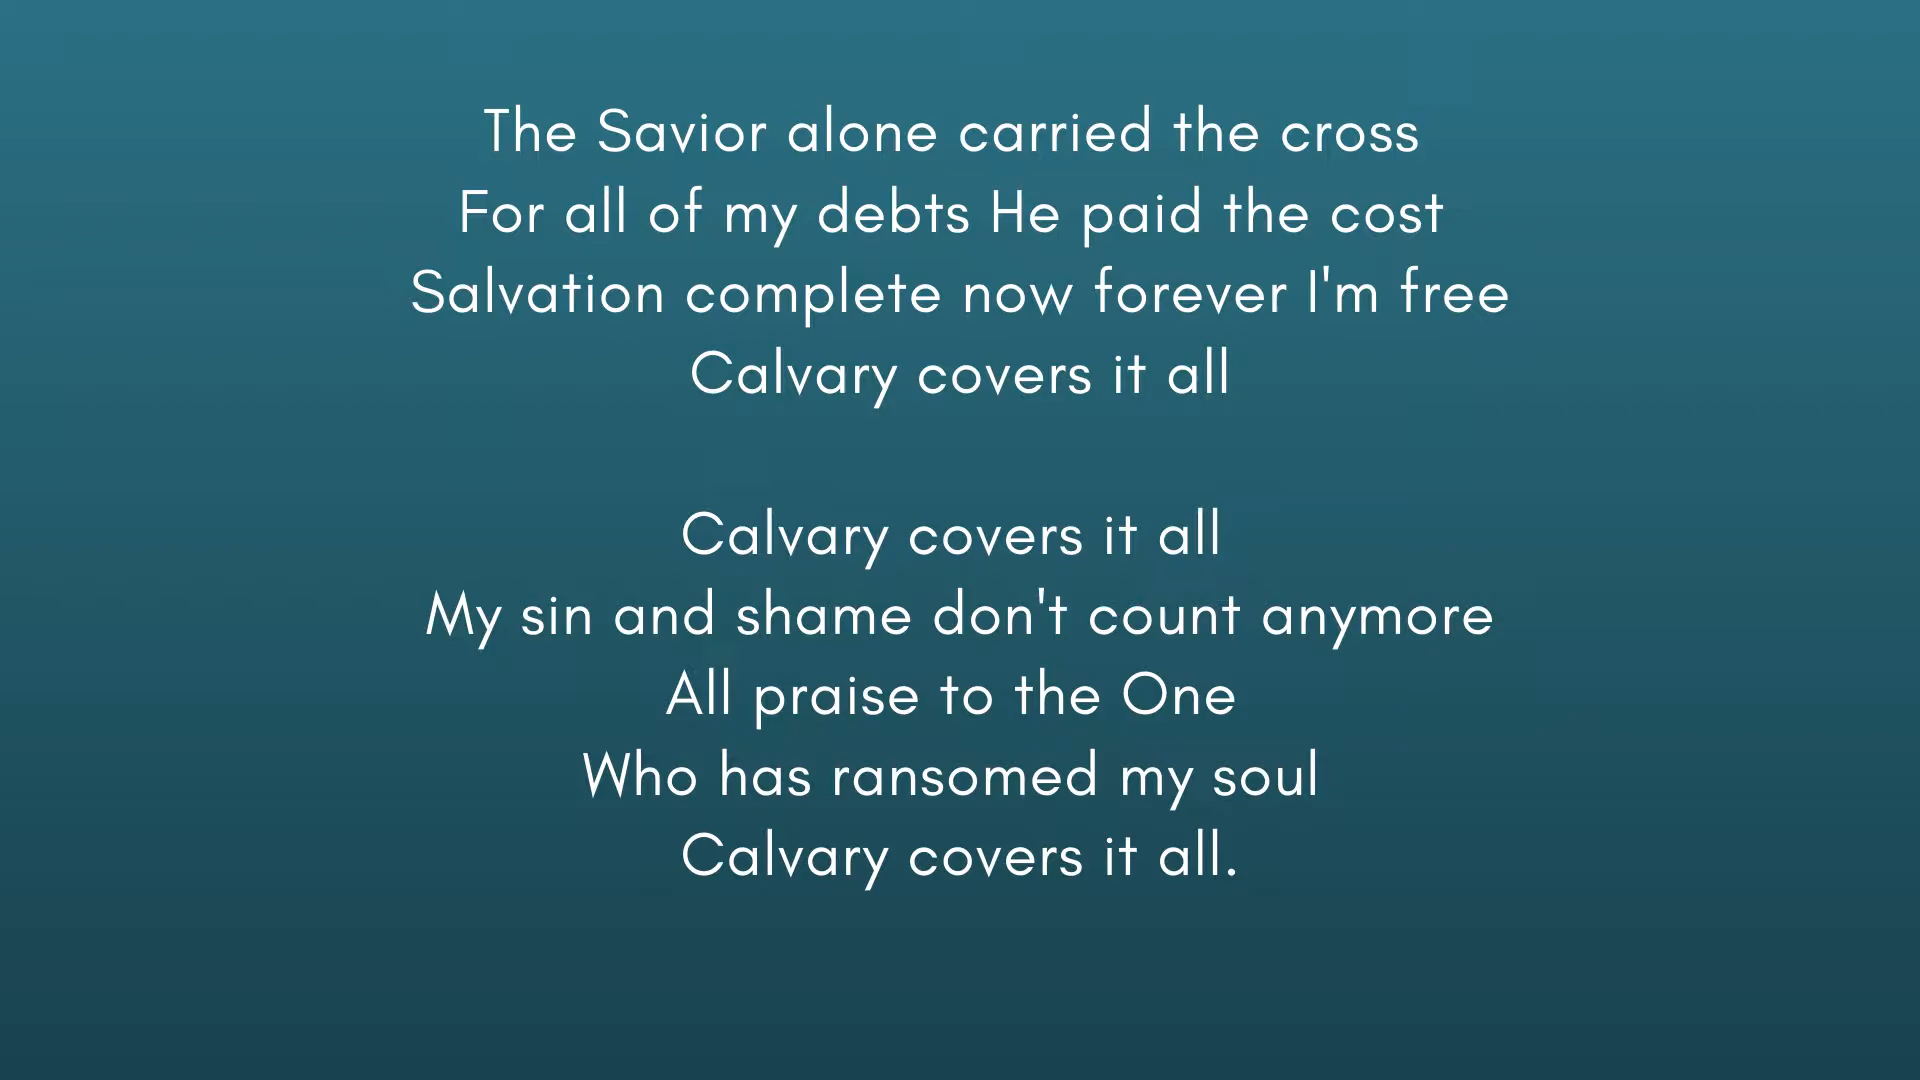 The Savior alone carried the cross
For all of my debts He paid the cost
Salvation complete now forever I'm free
Calvary covers it all
Calvary covers it all
My sin and shame don't count anymore
All praise to the One
Who has ransomed my soul
Calvary covers it all.